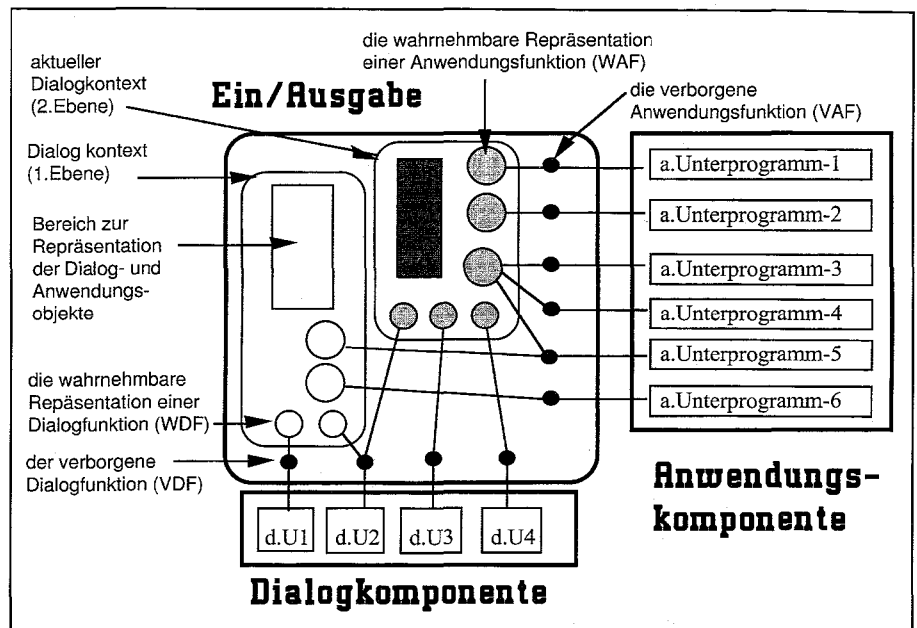 die wahrnehmbare Repräsentation
einer Anwendungsfunktion (WAF)
aktueller
Dialogkontext
(2.Ebene)
Ein/Ausgabe
die verborgene
Anwendungsfunktion (VAF)
Dialog kontext
(1.Ebene)
Bereich zur
Repräsentation
der Dialog- und
Anwendungs-
objekte
die wahrnehmbare
Repäsentation einer
Dialogfunktion (WDF)
der verborgene
Dialogfunktion (VDF)
a.Unterprogramm-1
a.Unterprogramm-2
a.Unterprogramm-3
a.Unterprogramm-4
a.Unterprogramm-5
a.Unterprogramm-6
Anwendungs-
komponente
d.U1 d.U2 d.U3 d.U4
Dialogkomponente